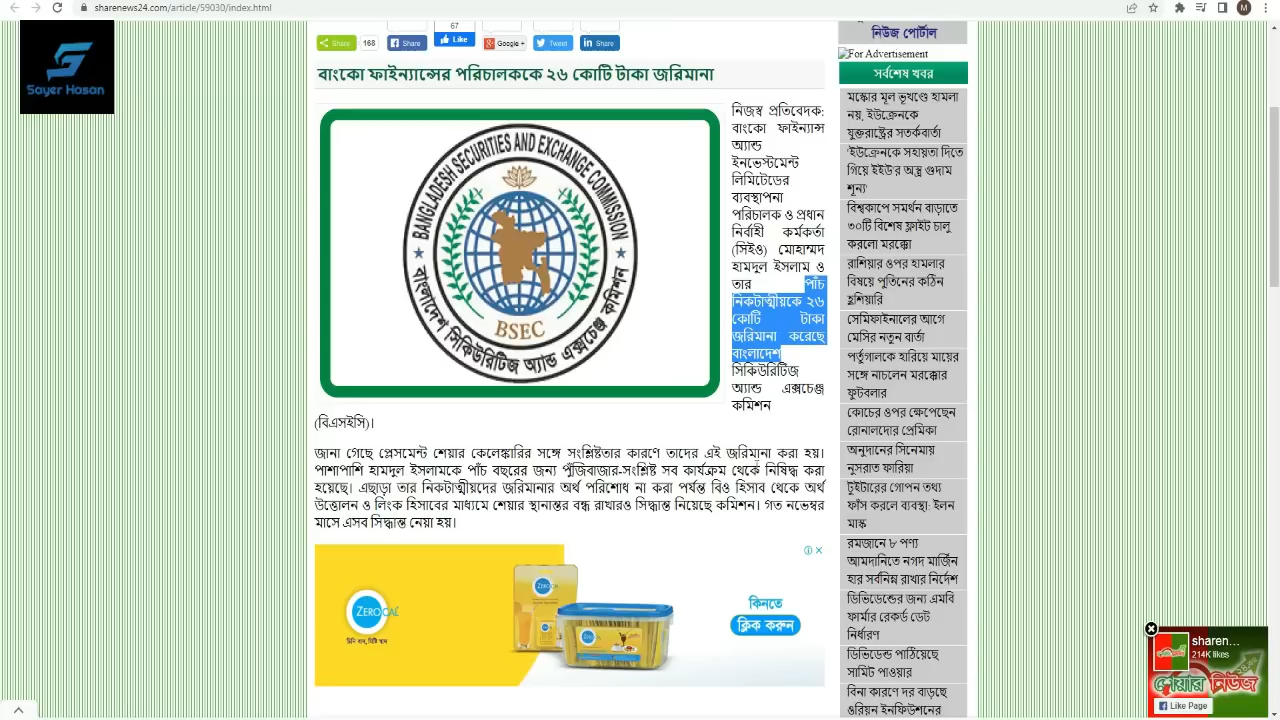 sharenews24.com/article/59030/index.html
M
Sayer Hosan
Share
168
Share
67
Like
Google +
Tweet
Share
বাংকো ফাইন্যান্সের পরিচালককে ২৬ কোটি টাকা জরিমানা
BANGLADESH SECURITIES AND EXCHANGE COMMISSION
BSEC
বাংলাদেশ সিকিউরিটিজ অ্যান্ড এক্সচেঞ্জ কমিশন
নিজস্ব প্রতিবেদক:
বাংকো ফাইন্যান্স
অ্যান্ড
ইনভেস্টমেন্ট
লিমিটেডের
ব্যবস্থাপনা
পরিচালক ও প্রধান
নির্বাহী কর্মকর্তা
(সিইও) মোহাম্মদ
হামদুল ইসলাম ও
তার পাঁচ
নিকটাত্মীয়কে ২৬
কোটি টাকা
জরিমানা করেছে
বাংলাদেশ
সিকিউরিটিজ
অ্যান্ড এক্সচেঞ্জ
কমিশন
(বিএসইসি)।
জানা গেছে প্লেসমেন্ট শেয়ার কেলেঙ্কারির সঙ্গে সংশ্লিষ্টতার কারণে তাদের এই জরিমানা করা হয়।
পাশাপাশি হামদুল ইসলামকে পাঁচ বছরের জন্য পুঁজিবাজার-সংশ্লিষ্ট সব কার্যক্রম থেকে নিষিদ্ধ করা
হয়েছে। এছাড়া তার নিকটাত্মীয়দের জরিমানার অর্থ পরিশোধ না করা পর্যন্ত বিও হিসাব থেকে অর্থ
উত্তোলন ও লিংক হিসাবের মাধ্যমে শেয়ার স্থানান্তর বন্ধ রাখারও সিদ্ধান্ত নিয়েছে কমিশন। গত নভেম্বর
মাসে এসব সিদ্ধান্ত নেয়া হয়।
ZEROCAL
চিনি বাদ, মিষ্টি স্বাদ
কিনতে
ক্লিক করুন
নিউজ পোর্টাল
For Advertisement
সর্বশেষ খবর
মস্কোর মূল ভূখণ্ডে হামলা
নয়, ইউক্রেনকে
যুক্তরাষ্ট্রের সতর্কবার্তা
'ইউক্রেনকে সহায়তা দিতে
গিয়ে ইইউ'র অস্ত্র গুদাম
শূন্য'
বিশ্বকাপে সমর্থন বাড়াতে
৩০টি বিশেষ ফ্লাইট চালু
করলো মরক্কো
রাশিয়ার ওপর হামলার
বিষয়ে পুতিনের কঠিন
হুশিয়ারি
সেমিফাইনালের আগে
মেসির নতুন বার্তা
পর্তুগালকে হারিয়ে মায়ের
সঙ্গে নাচলেন মরক্কোর
ফুটবলার
কোচের ওপর ক্ষেপেছেন
রোনালদোর প্রেমিকা
অনুদানের সিনেমায়
নুসরাত ফারিয়া
টুইটারের গোপন তথ্য
ফাঁস করলে ব্যবস্থা: ইলন
মাস্ক
রমজানে ৮ পণ্য
আমদানিতে নগদ মার্জিন
হার সর্বনিম্ন রাখার নির্দেশ
ডিভিডেন্ডের জন্য এমবি
ফার্মার রেকর্ড ডেট
নির্ধারণ
ডিভিডেন্ড পাঠিয়েছে
সামিট পাওয়ার
বিনা কারণে দর বাড়ছে
ওরিয়ন ইনফিউশনের
sharen...
214K likes
শেয়ার নিউজ
Like Page